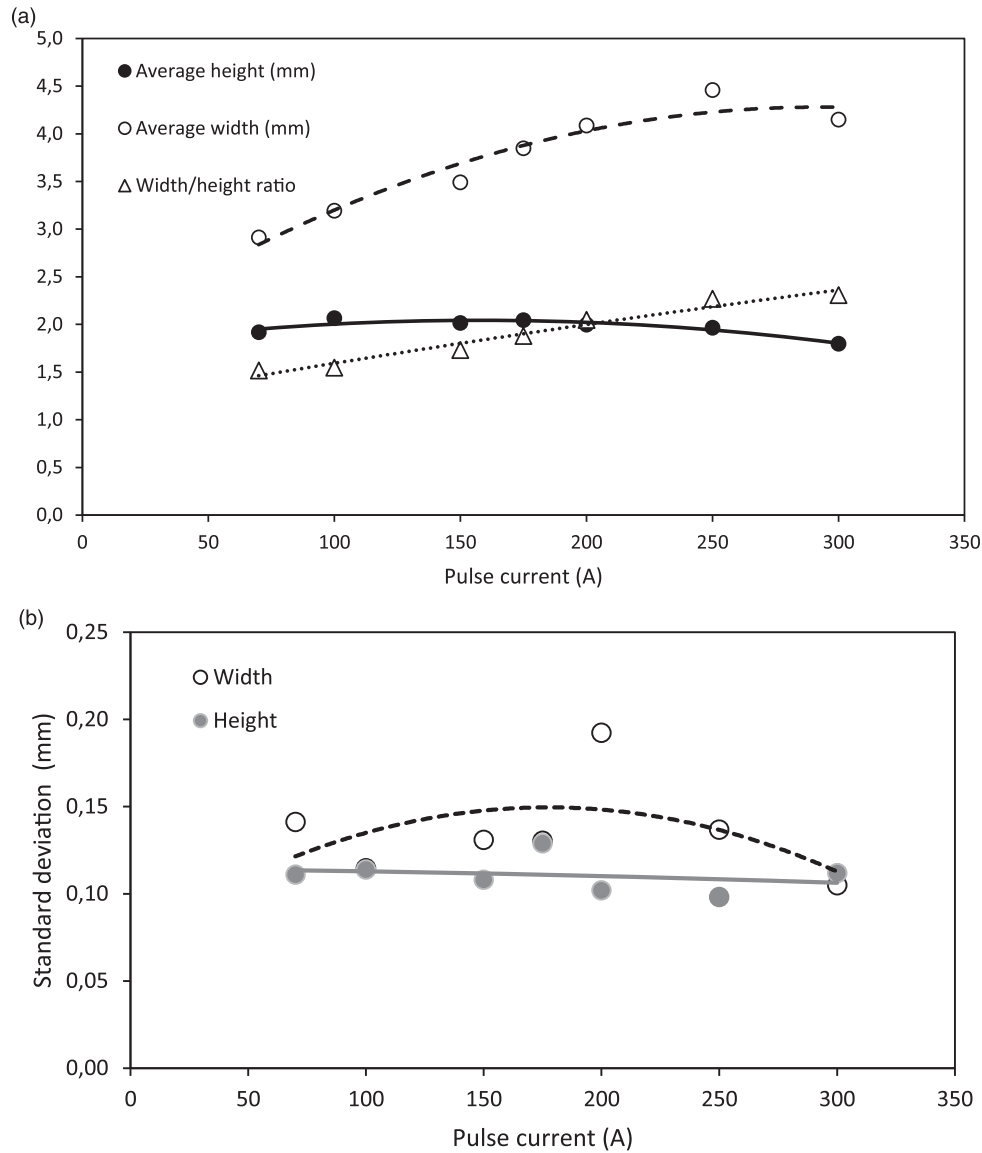 (a)
5,0
4,5
4,0
3,5
3,0
2,5
2,0
1,5
1,0
0,5
0,0
Average height (mm)
Average width (mm)
Width/height ratio
0 50 100 150 200 250 300 350
Pulse current (A)
(b)
0,25
0,20
0,15
0,10
0,05
0,00
Standard deviation (mm)
Width
Height
0 50 100 150 200 250 300 350
Pulse current (A)